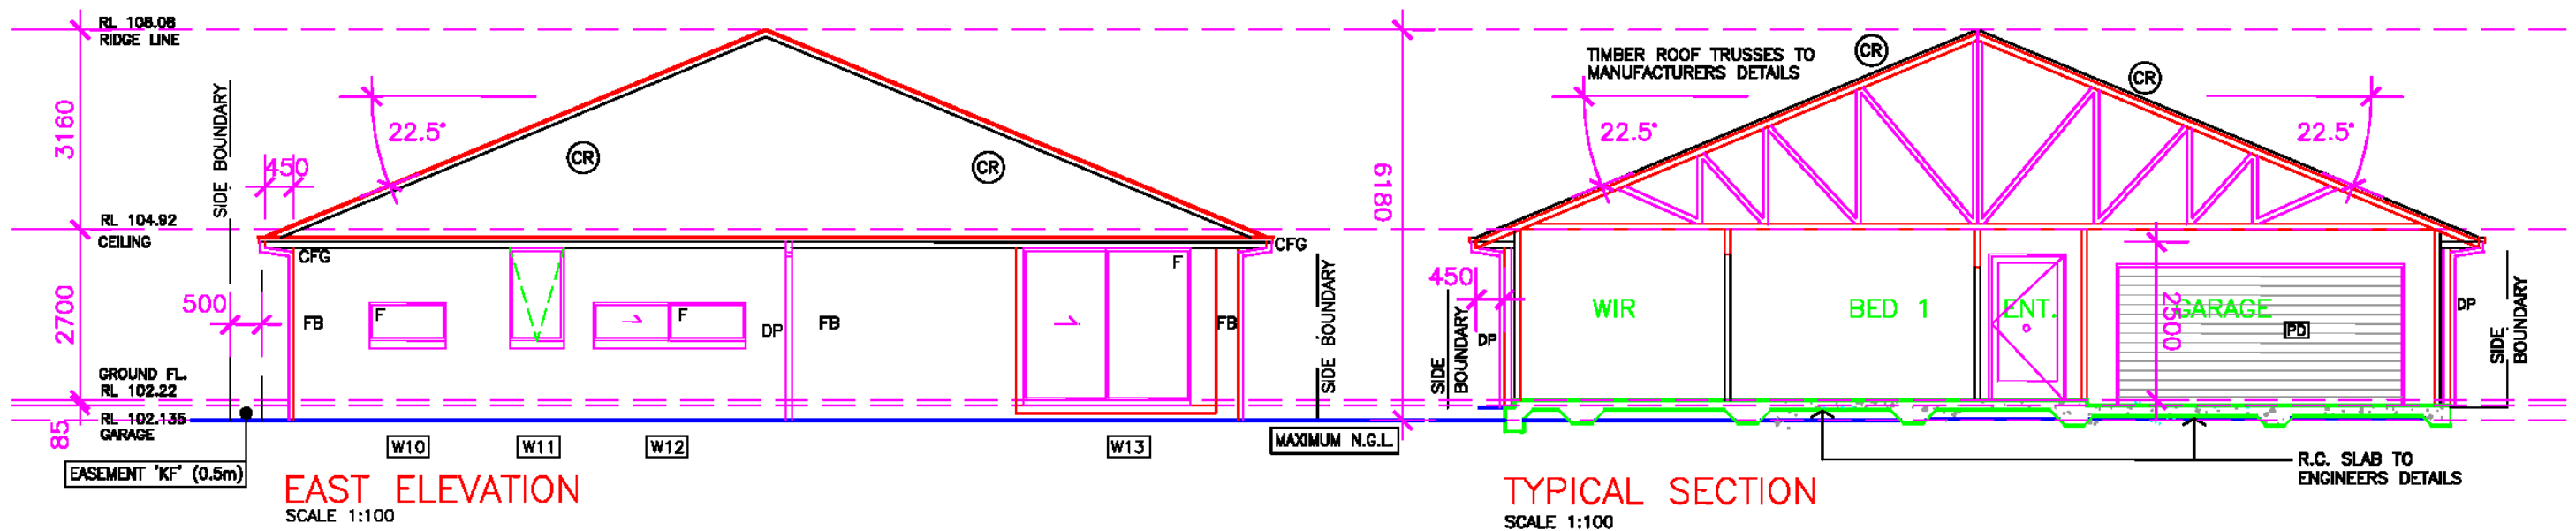 RL 108.08
RIDGE LINE
3160
SIDE BOUNDARY
22.5°
450
CR
CR
RL 104.92
CEILING
CFG
CFG
2700
500
FB
F
F
DP
FB
F
FB
SIDE BOUNDARY
GROUND FL.
RL 102.22
RL 102.135
GARAGE
85
EASEMENT 'KF' (0.5m)
W10
W11
W12
W13
MAXIMUM N.G.L.
EAST ELEVATION
SCALE 1:100
6180
TIMBER ROOF TRUSSES TO
MANUFACTURERS DETAILS
CR
CR
22.5°
22.5°
450
SIDE
BOUNDARY
DP
WIR
BED 1
ENT.
GARAGE
2500
PD
DP
SIDE
BOUNDARY
R.C. SLAB TO
ENGINEERS DETAILS
TYPICAL SECTION
SCALE 1:100